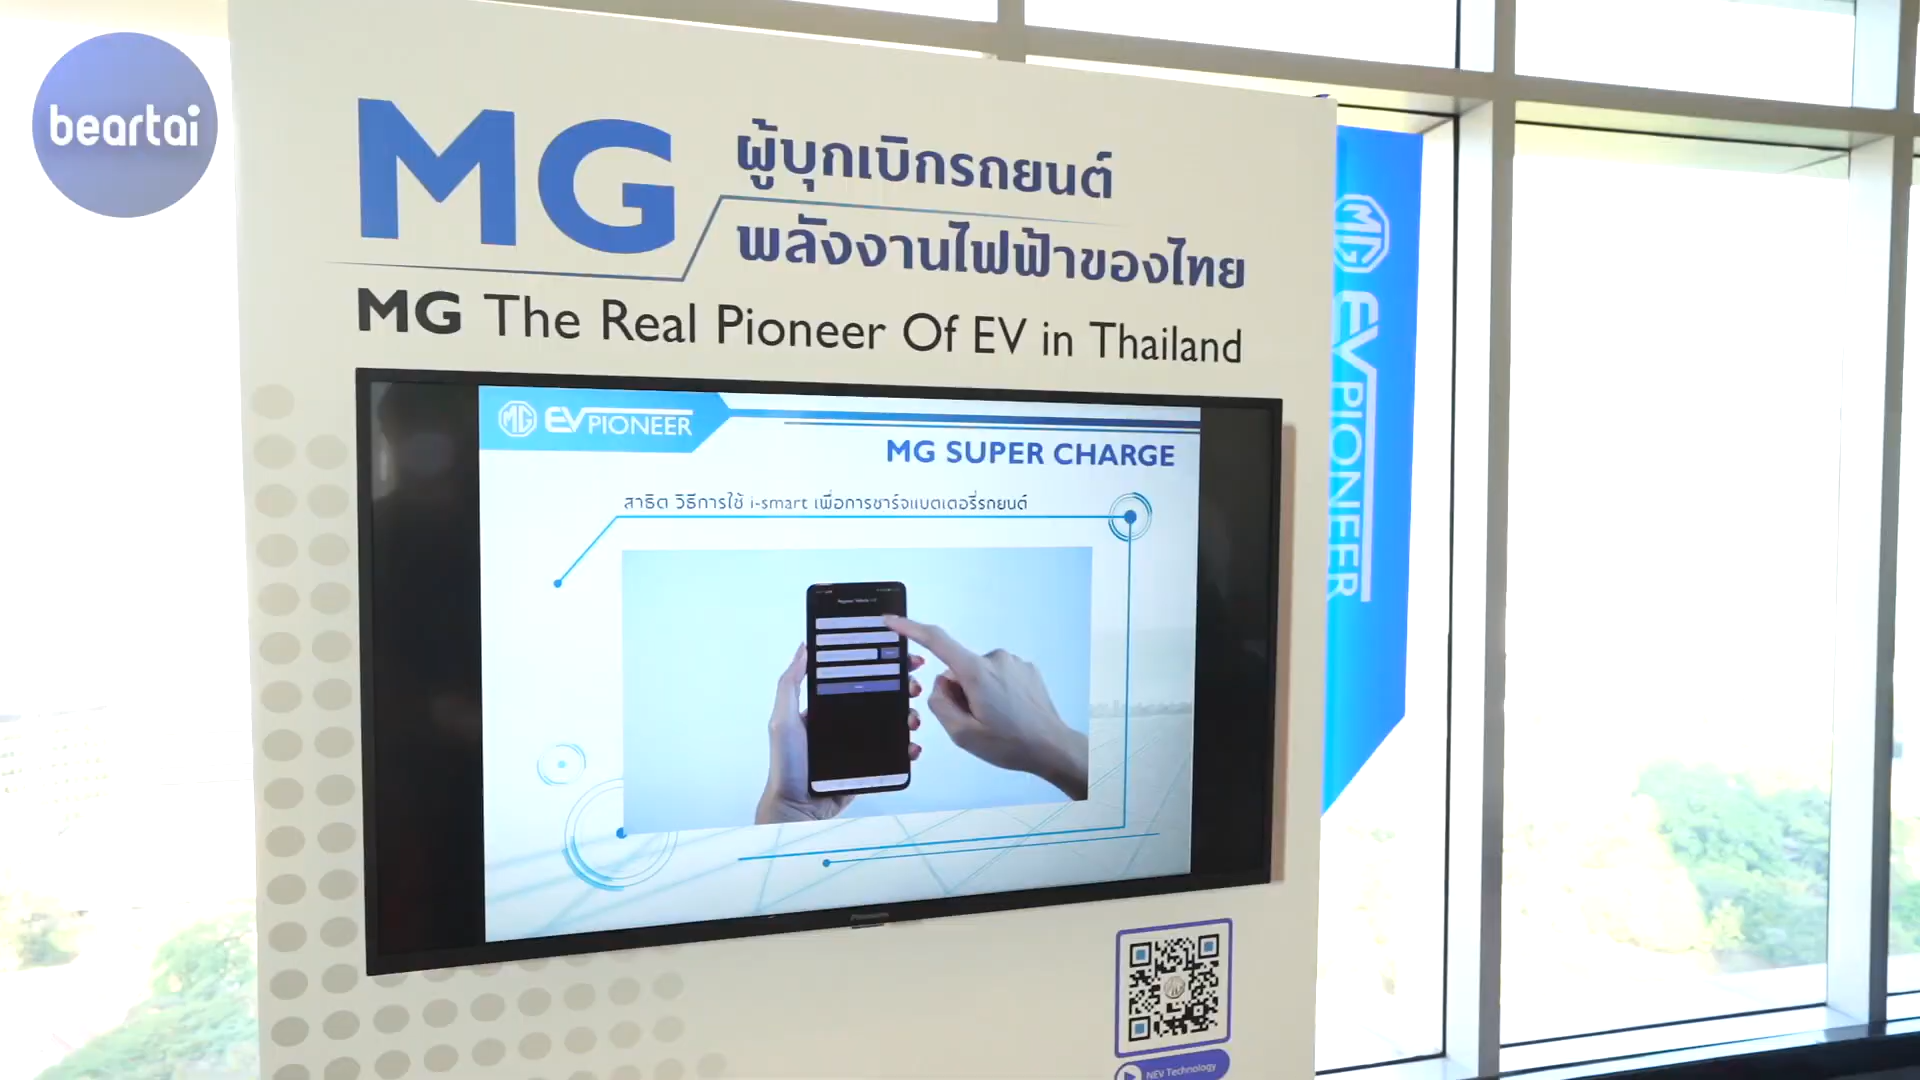 beartai
MG
ผู้บุกเบิกรถยนต์
พลังงานไฟฟ้าของไทย
MG The Real Pioneer Of EV in Thailand
MG EV PIONEER
MG SUPER CHARGE
สาธิต วิธีการใช้ i-smart เพื่อการชาร์จแบตเตอรี่รถยนต์
Panasonic
NEV Technology
MG EV PIONEER